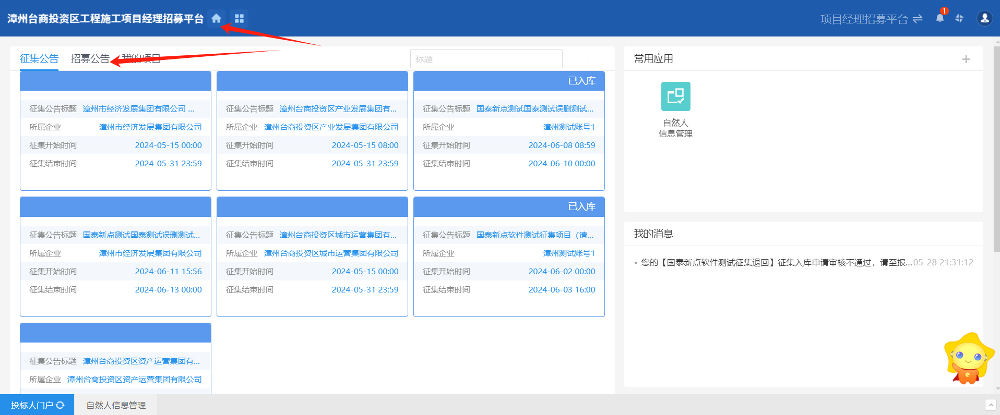 漳州台商投资区工程施工项目经理招募平台
项目经理招募平台
1
征集公告 招募公告 我的项目
标题
征集公告标题 漳州市经济发展集团有限公司 ...
所属企业 漳州市经济发展集团有限公司
征集开始时间 2024-05-15 00:00
征集结束时间 2024-05-31 23:59
征集公告标题 漳州台商投资区产业发展集团有...
所属企业 漳州台商投资区产业发展集团有限公司
征集开始时间 2024-05-15 08:00
征集结束时间 2024-05-31 23:59
已入库
征集公告标题 国泰新点测试国泰测试误删测试...
所属企业 漳州测试账号1
征集开始时间 2024-06-08 08:59
征集结束时间 2024-06-10 00:00
征集公告标题 国泰新点测试国泰测试误删测试...
所属企业 漳州市经济发展集团有限公司
征集开始时间 2024-06-11 15:56
征集结束时间 2024-06-13 00:00
征集公告标题 漳州台商投资区城市运营集团有...
所属企业 漳州台商投资区城市运营集团有限公司
征集开始时间 2024-05-15 00:00
征集结束时间 2024-05-31 23:59
已入库
征集公告标题 国泰新点软件测试征集项目（请...
所属企业 漳州测试账号1
征集开始时间 2024-06-02 00:00
征集结束时间 2024-06-03 16:00
征集公告标题 漳州台商投资区资产运营集团有...
所属企业 漳州台商投资区资产运营集团有限公司
常用应用
自然人
信息管理
我的消息
您的【国泰新点软件测试征集退回】征集入库申请审核不通过，请至报... 05-28 21:31:12
投标人门户 自然人信息管理